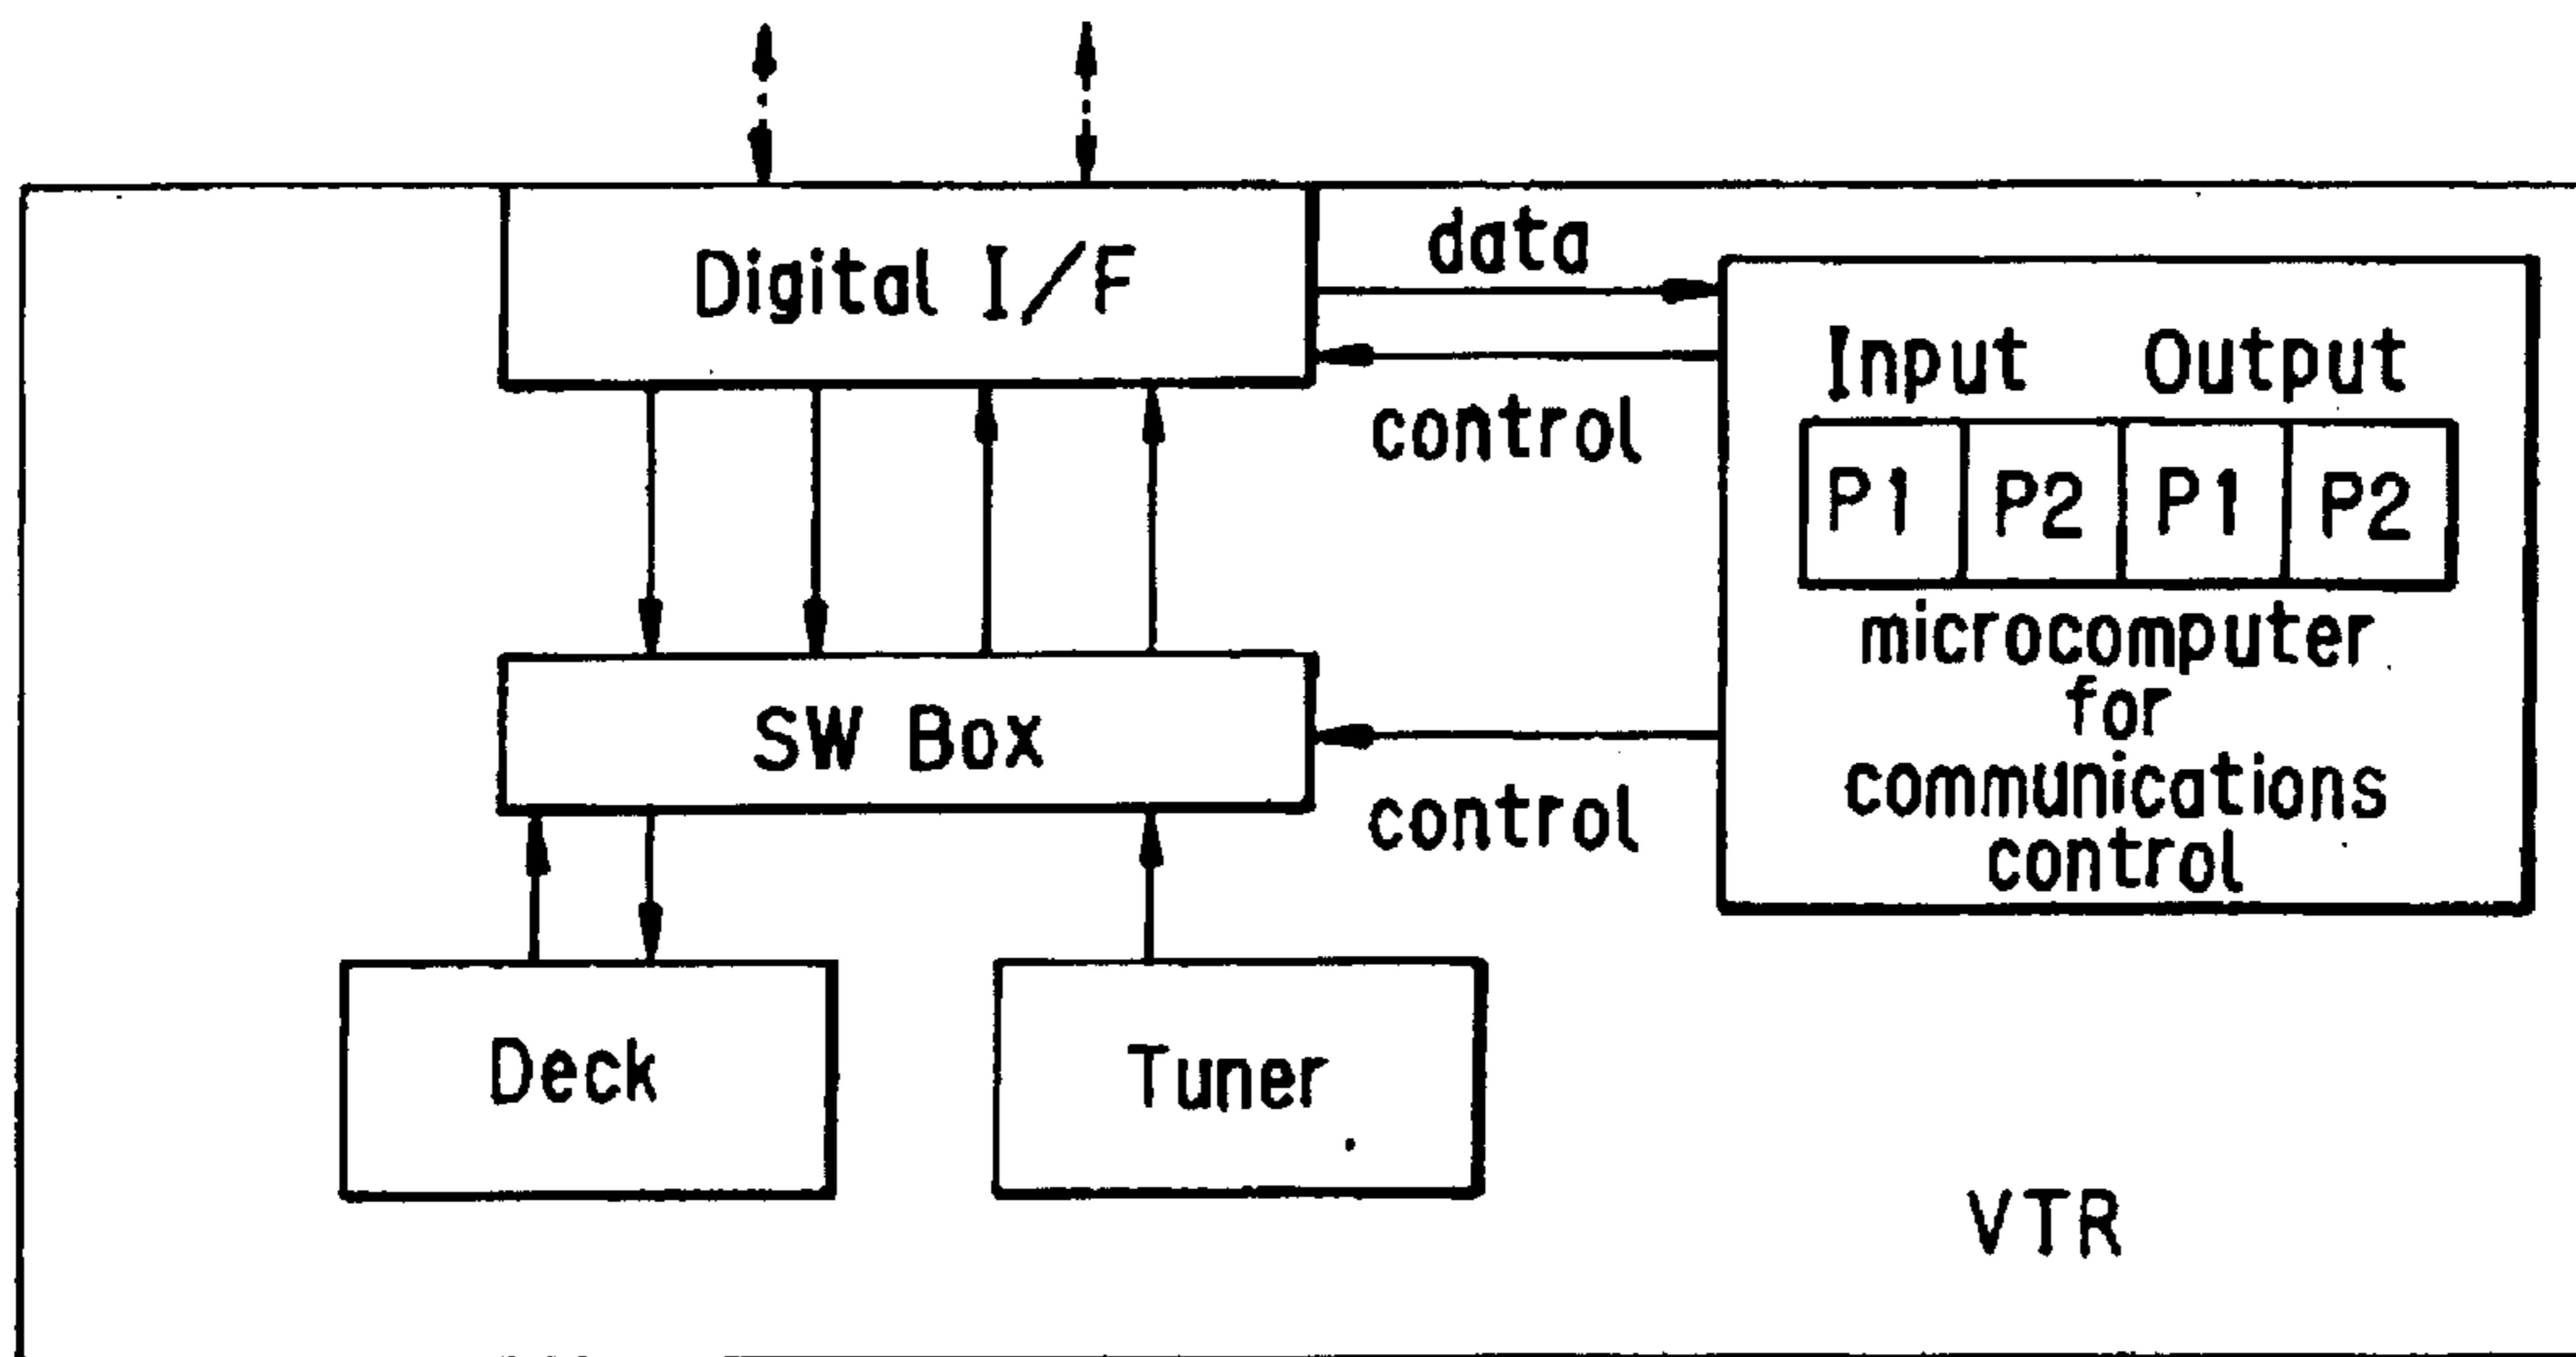 Digital I/F
data
control
Input Output
P1 P2 P1 P2
microcomputer
for
communications
control
SW Box
control
Deck
Tuner
VTR